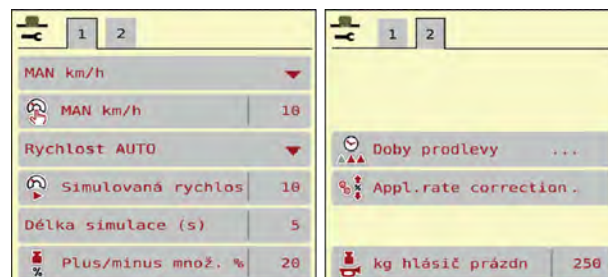 1 2
MAN km/h
MAN km/h 10
Rychlost AUTO
Simulovaná rychlos 10
Délka simulace (s) 5
% Plus/minus množ. % 20
1 2
Doby prodlevy ...
% Appl.rate correction.
kg hlásič prázdn 250